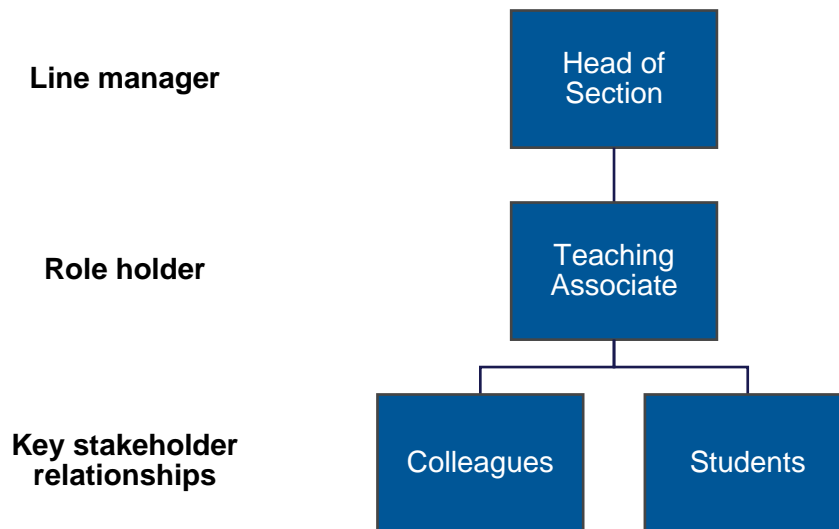 Line manager
Head of
Section
Role holder
Teaching
Associate
Key stakeholder
relationships
Colleagues
Students